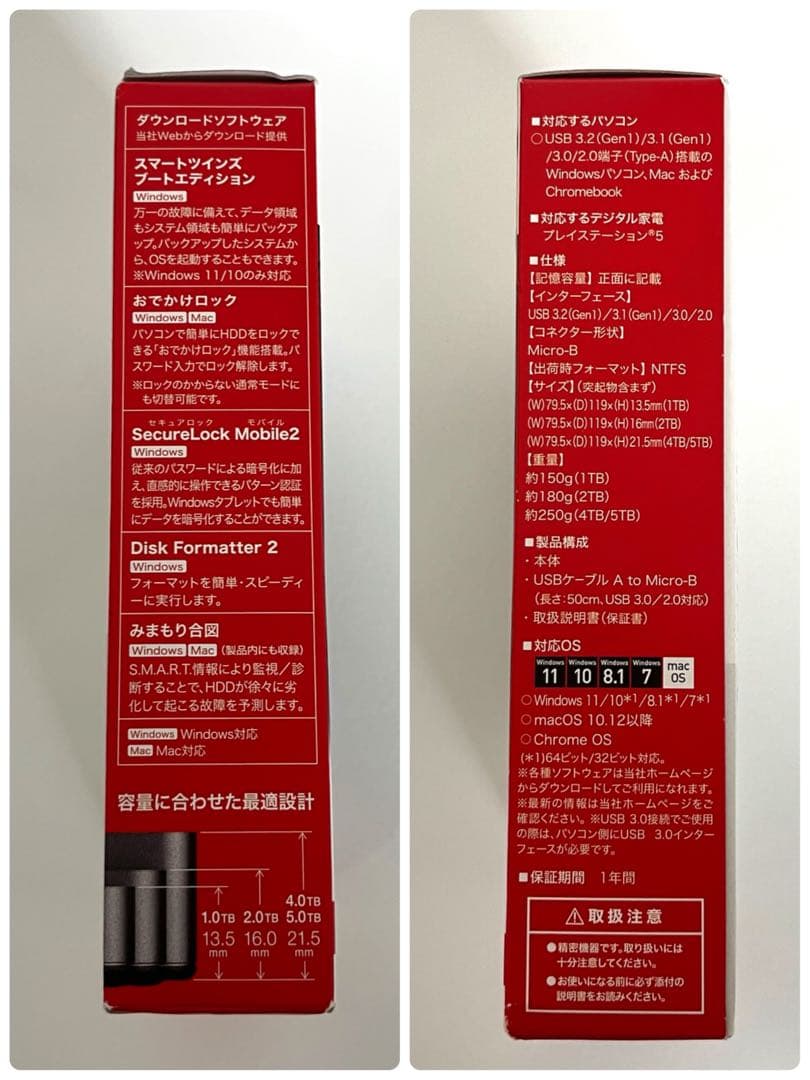 ダウンロードソフトウェア
当社Webからダウンロード提供
スマートツインズ
ブートエディション
Windows
万一の故障に備えて、データ領域
もシステム領域も簡単にバックア
ップ。バックアップしたシステムか
ら、OSを起動することもできます。
※Windows 11/10のみ対応
おでかけロック
Windows Mac
パソコンで簡単にHDDをロックで
きる「おでかけロック」機能搭載。パ
スワード入力でロック解除します。
※ロックのかからない通常モードに
も切替可能です。
セキュアロック モバイル
SecureLock Mobile2
Windows
従来のパスワードによる暗号化に加
え、直感的に操作できるパターン認証
を採用。Windowsタブレットでも簡単
にデータを暗号化することができます。
Disk Formatter 2
Windows
フォーマットを簡単・スピーディ
ーに実行します。
みまもり合図
Windows Mac (製品内にも収録)
S.M.A.R.T.情報により監視/診
断することで、HDDが徐々に劣
化して起こる故障を予測します。
Windows Windows対応
Mac Mac対応
容量に合わせた最適設計
4.0TB
1.0TB 2.0TB 5.0TB
13.5 16.0 21.5
mm mm mm
■対応するパソコン
○USB 3.2(Gen1)/3.1(Gen1)
/3.0/2.0端子(Type-A)搭載の
Windowsパソコン、Mac および
Chromebook
■対応するデジタル家電
プレイステーション®5
■仕様
【記憶容量】正面に記載
【インターフェース】
USB 3.2(Gen1)/3.1(Gen1)/3.0/2.0
【コネクター形状】
Micro-B
【出荷時フォーマット】NTFS
【サイズ】(突起物含まず)
(W)79.5×(D)119×(H)13.5mm(1TB)
(W)79.5×(D)119×(H)16mm(2TB)
(W)79.5×(D)119×(H)21.5mm(4TB/5TB)
【重量】
約150g(1TB)
約180g(2TB)
約250g(4TB/5TB)
■製品構成
・本体
・USBケーブル A to Micro-B
(長さ:50cm、USB 3.0/2.0対応)
・取扱説明書(保証書)
■対応OS
Windows 11 Windows 10 Windows 8.1 Windows 7 mac OS
○Windows 11/10*1/8.1*1/7*1
○macOS 10.12以降
○Chrome OS
(*1)64ビット/32ビット対応。
※各種ソフトウェアは当社ホームページ
からダウンロードしてご利用になれます。
※最新の情報は当社ホームページをご
確認ください。※USB 3.0接続でご使用
の際は、パソコン側にUSB 3.0インター
フェースが必要です。
■保証期間 1年間
⚠取扱注意
●精密機器です。取り扱いには
十分注意してください。
●お使いになる前に必ず添付の
説明書をお読みください。